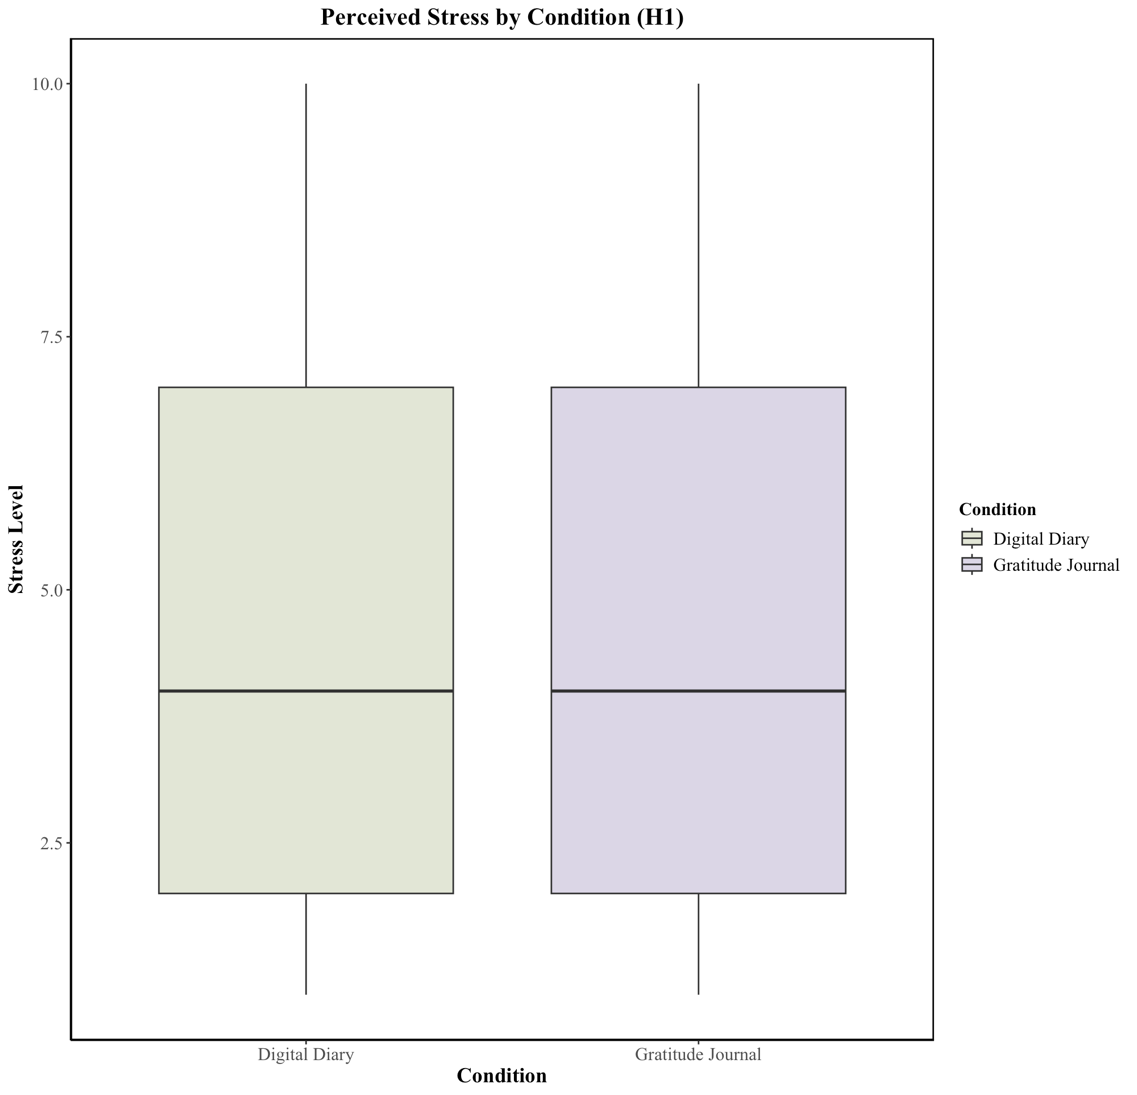 Perceived Stress by Condition (H1)
10.0
7.5
5.0
2.5
Stress Level
Digital Diary
Gratitude Journal
Condition
Condition
Digital Diary
Gratitude Journal